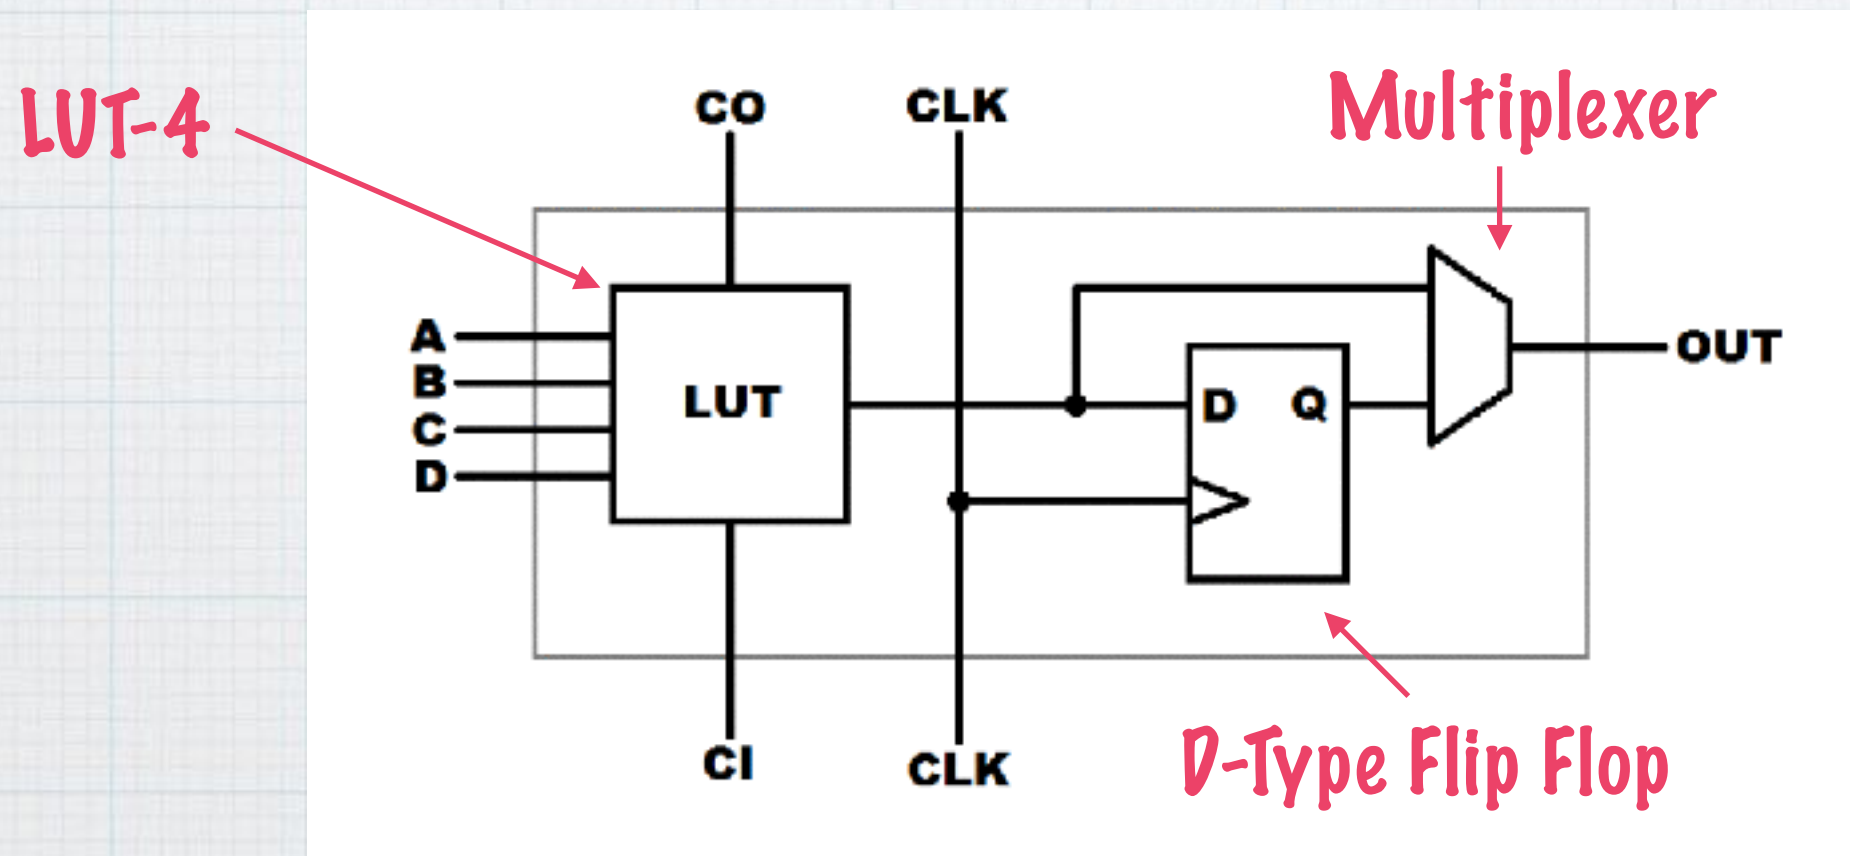 LUT-4
CO
CLK
Multiplexer
A
B
C
D
LUT
D
Q
OUT
CI
CLK
D-Type Flip Flop